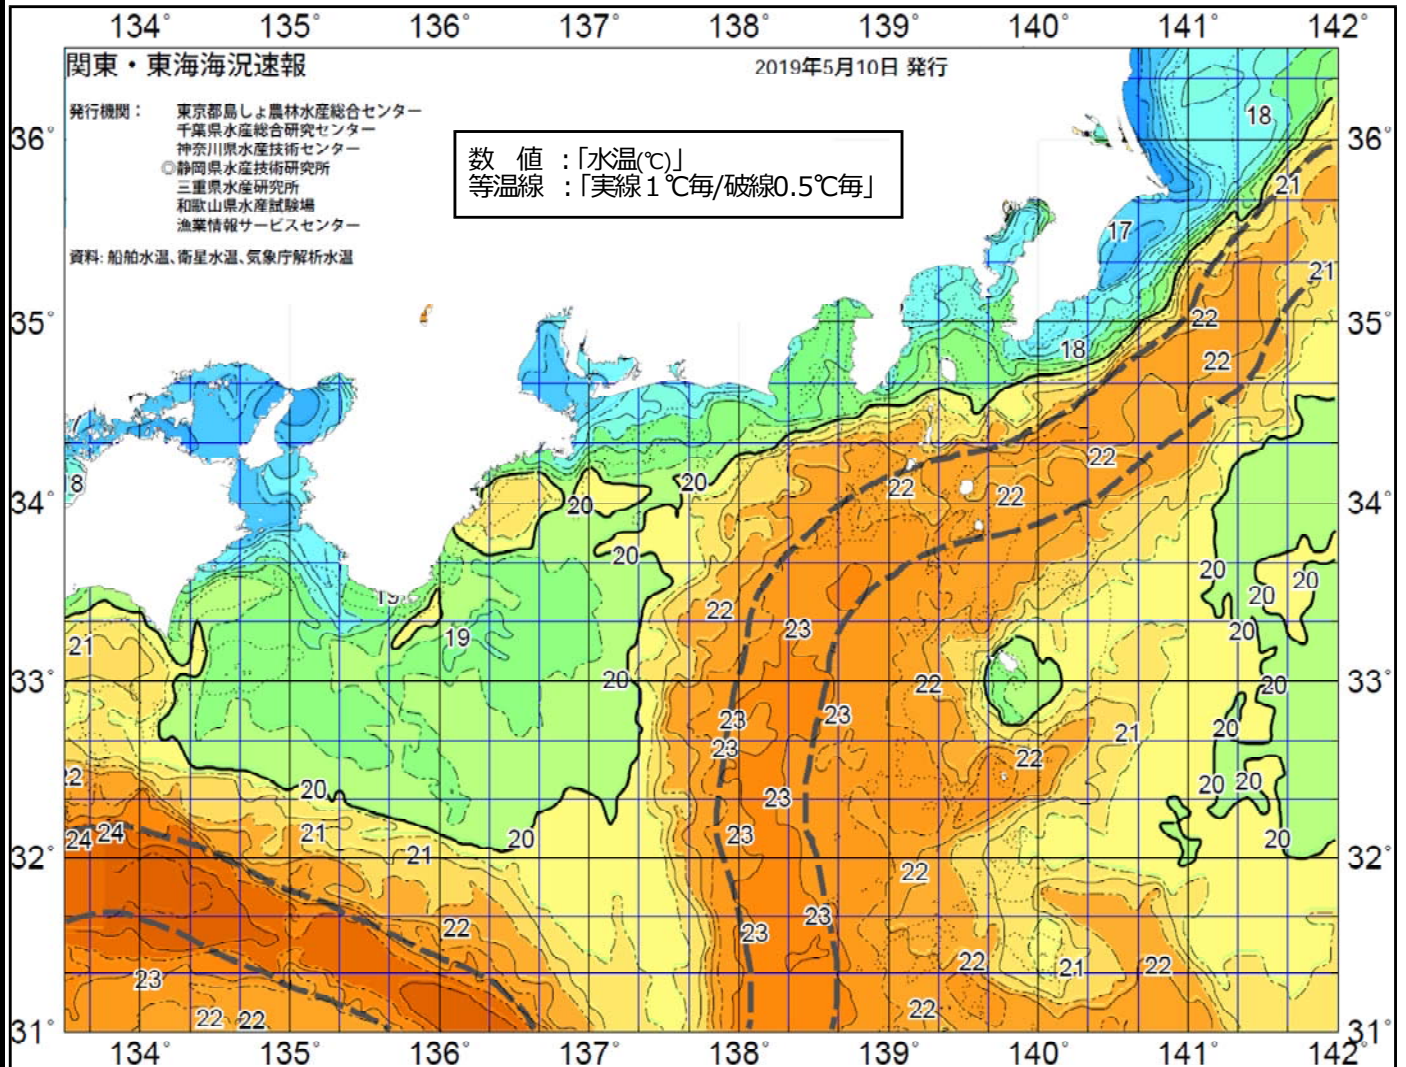 134° 135° 136° 137° 138° 139° 140° 141° 142°
関東・東海海況速報
2019年5月10日 発行
発行機関： 東京都島しょ農林水産総合センター
千葉県水産総合研究センター
神奈川県水産技術センター
◎静岡県水産技術研究所
三重県水産研究所
和歌山県水産試験場
漁業情報サービスセンター
資料: 船舶水温、衛星水温、気象庁解析水温
数　値 ：「水温(℃)」
等温線 ：「実線１℃毎/破線0.5℃毎」
18
36° 36°
21
17
21
35° 22 35°
18 22
22
20 22 22
34° 20 34°
20
20 20
19 20
22 23 20
21 19
33° 20 22 20 33°
23 23 21 20
23 22
22 20 23 20 20
24 24 21 20 23 20
32° 21 22 32°
22 23 23
22 21 22
23
22 22 22
31° 31°
134° 135° 136° 137° 138° 139° 140° 141° 142°